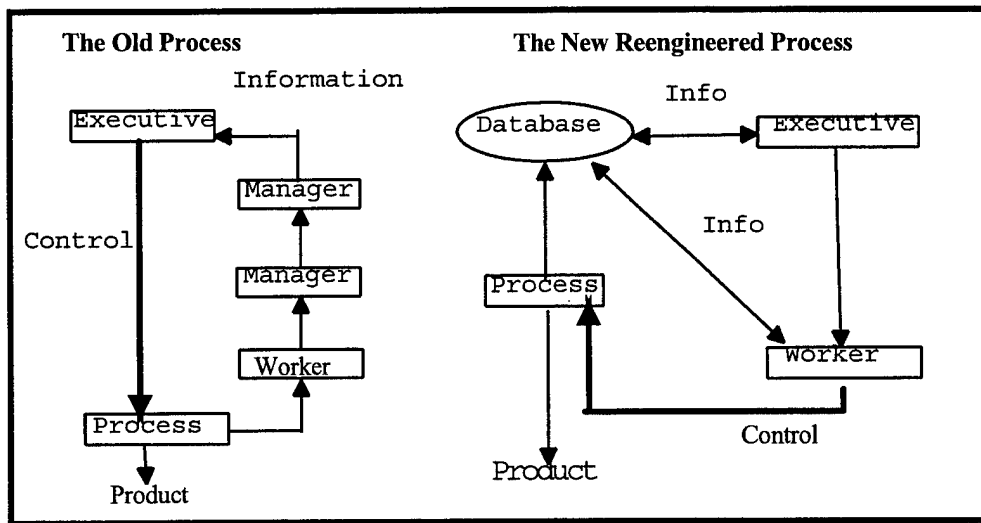 The Old Process
Information
Executive
Manager
Control
Manager
Worker
Process
Product
The New Reengineered Process
Info
Database
Executive
Info
Process
Worker
Control
Product